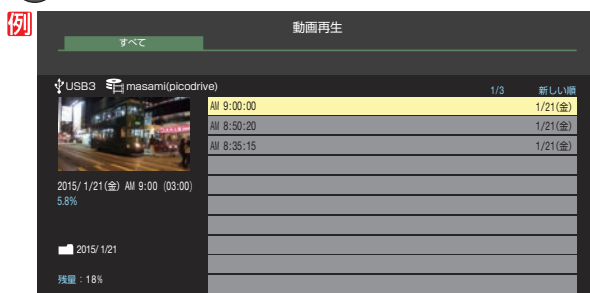 例
動画再生
すべて
USB3 masami(picodrive)
1/3 新しい順
AM 9:00:00 1/21(金)
AM 8:50:20 1/21(金)
AM 8:35:15 1/21(金)
2015/ 1/21(金) AM 9:00 (03:00)
5.8%
2015/ 1/21
残量：18%